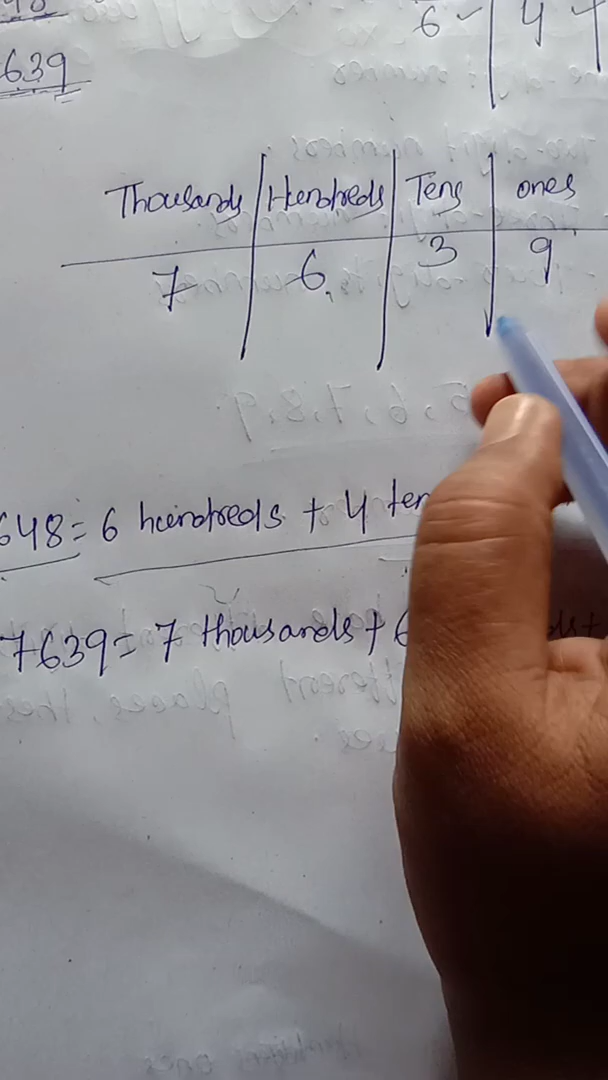 6 4
639
Thousands Hundreds Tens ones
7 6 3 9
648 = 6 hundreds + 4 ten
7639 = 7 thousands + 6